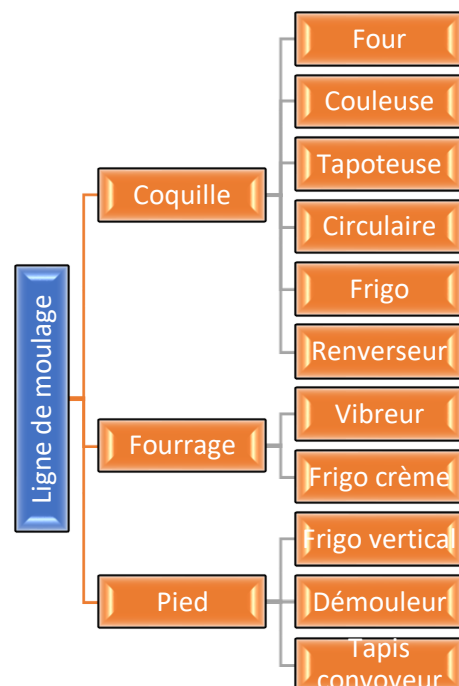 Ligne de moulage
Coquille
Four
Couleuse
Tapoteuse
Circulaire
Frigo
Renverseur
Fourrage
Vibreur
Frigo crème
Pied
Frigo vertical
Démouleur
Tapis
convoyeur